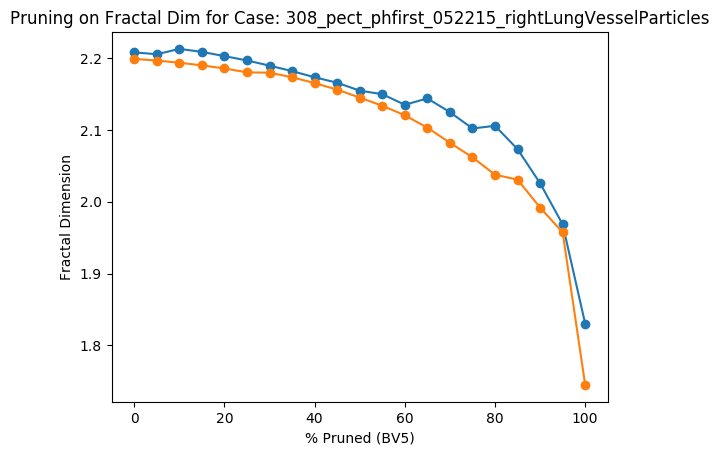 Pruning on Fractal Dim for Case: 308_pect_phfirst_052215_rightLungVesselParticles
2.2
2.1
2.0
1.9
1.8
Fractal Dimension
0 20 40 60 80 100
% Pruned (BV5)